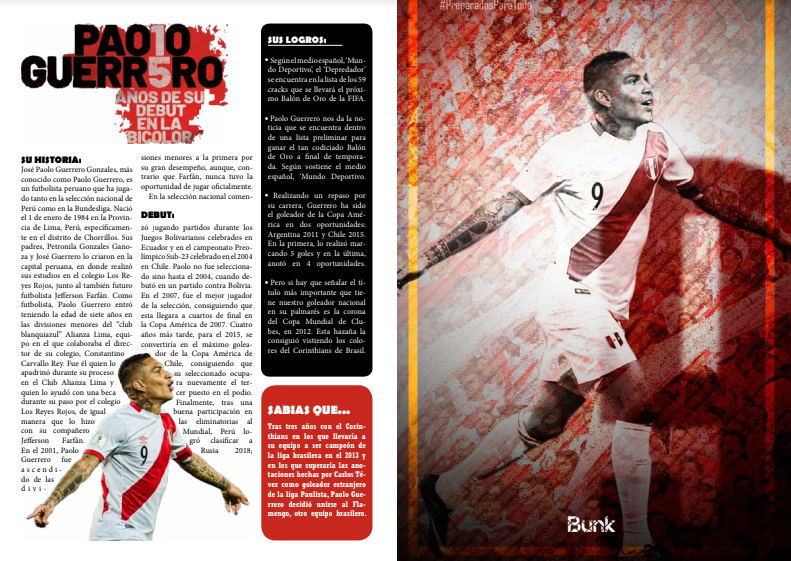 #PreparadosParaTodo
PAOLO
GUERRERO
15
AÑOS DE SU
DEBUT
EN LA
BICOLOR
SU HISTORIA:
José Paolo Guerrero Gonzales, más
conocido como Paolo Guerrero, es
un futbolista peruano que ha juga-
do tanto en la selección nacional de
Perú como en la Bundesliga. Nació
el 1 de enero de 1984 en la Provin-
cia de Lima, Perú, específicamen-
te en el distrito de Chorrillos. Sus
padres, Petronila Gonzales Gano-
za y José Guerrero lo criaron en la
capital peruana, en donde realizó
sus estudios en el colegio Los Re-
yes Rojos, junto al también futuro
futbolista Jefferson Farfán. Como
futbolista, Paolo Guerrero entró
teniendo la edad de siete años en
las divisiones menores del "club
blanquiazul" Alianza Lima, equi-
po en el que colaboraba el direc-
tor de su colegio, Constantino
Carvallo Rey. Fue él quien lo
apadrinó durante su proceso
en el Club Alianza Lima y
quien lo ayudó con una beca
durante su paso por el colegio
Los Reyes Rojos, de igual
manera que lo hizo
con su compañero
Jefferson Farfán.
En el 2001, Paolo
Guerrero fue
ascendi-
do de las
divi-
siones menores a la primera por
su gran desempeño, aunque, con-
trario que Farfán, nunca tuvo la
oportunidad de jugar oficialmente.
En la selección nacional comen-
DEBUT:
zó jugando partidos durante los
Juegos Bolivarianos celebrados en
Ecuador y en el campeonato Preo-
límpico Sub-23 celebrado en el 2004
en Chile. Paolo no fue selecciona-
do sino hasta el 2004, cuando de-
butó en un partido contra Bolivia.
En el 2007, fue el mejor jugador
de la selección, consiguiendo que
esta llegara a cuartos de final en
la Copa América de 2007. Cuatro
años más tarde, para el 2015, se
convertiría en el máximo golea-
dor de la Copa América de
Chile, consiguiendo que
su seleccionado ocupa-
ra nuevamente el ter-
cer puesto en el podio.
Finalmente, tras una
buena participación en
las eliminatorias al
Mundial, Perú lo-
gró clasificar a
Rusia 2018;
9
SUS LOGROS:
• Según el medio español, 'Mun-
do Deportivo', el 'Depredador'
se encuentra en la lista de los 59
cracks que se llevará el próxi-
mo Balón de Oro de la FIFA.
• Paolo Guerrero nos da la no-
ticia que se encuentra dentro
de una lista preliminar para
ganar el tan codiciado Balón
de Oro a final de tempora-
da. Según sostiene el medio
español, 'Mundo Deportivo.
• Realizando un repaso por
su carrera, Guerrero ha sido
el goleador de la Copa Amé-
rica en dos oportunidades:
Argentina 2011 y Chile 2015.
En la primera, lo realizó mar-
cando 5 goles y en la última,
anotó en 4 oportunidades.
• Pero si hay que señalar el tí-
tulo más importante que tie-
ne nuestro goleador nacional
en su palmarés es la corona
del Copa Mundial de Clu-
bes, en 2012. Esta hazaña la
consiguió vistiendo los colo-
res del Corinthians de Brasil.
SABIAS QUE...
Tras tres años con el Corin-
thians en los que llevaría a
su equipo a ser campeón de
la liga brasilera en el 2013 y
en los que superaría las ano-
taciones hechas por Carlos Té-
vez como goleador extranjero
de la liga Paulista, Paolo Gue-
rrero decidió unirse al Fla-
mengo, otro equipo brasilero.
9
Bunk